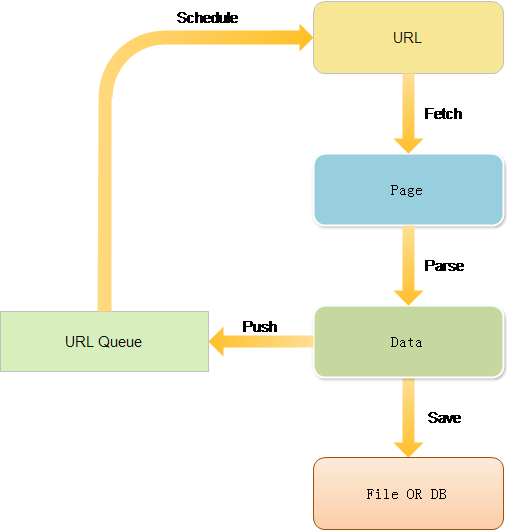 Schedule
URL
Fetch
Page
Parse
URL Queue
Push
Data
Save
File OR DB